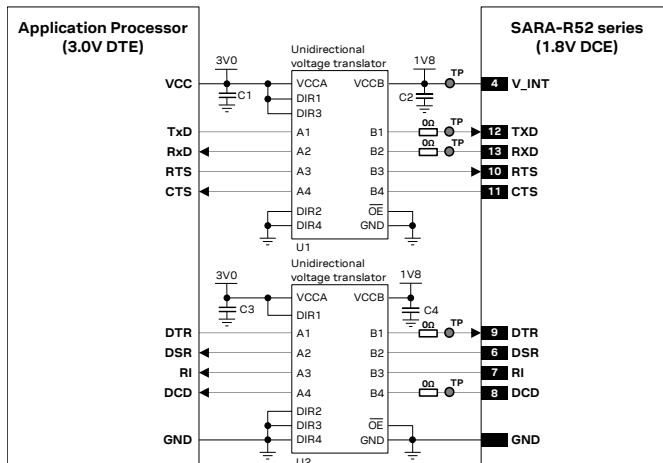 Application Processor
(3.0V DTE)
SARA-R52 series
(1.8V DCE)
Unidirectional
voltage translator
3V0
1V8
TP
VCC
C1
VCCA
VCCB
C2
4
V_INT
DIR1
DIR3
0Ω
TP
TxD
A1
B1
12
TXD
0Ω
TP
RxD
A2
B2
13
RXD
RTS
A3
B3
10
RTS
CTS
A4
B4
11
CTS
DIR2
OE
DIR4
GND
U1
Unidirectional
voltage translator
3V0
1V8
C3
VCCA
VCCB
C4
DIR1
0Ω
TP
DTR
A1
B1
9
DTR
DSR
A2
B2
6
DSR
RI
A3
B3
7
RI
0Ω
TP
DCD
A4
B4
8
DCD
DIR2
DIR3
OE
GND
DIR4
GND
GND
U2